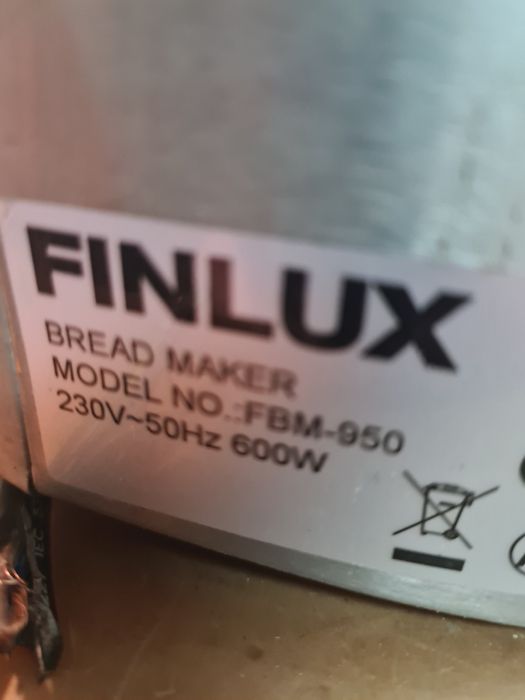 FINLUX
BREAD MAKER
MODEL NO.:FBM-950
230V~50Hz 600W